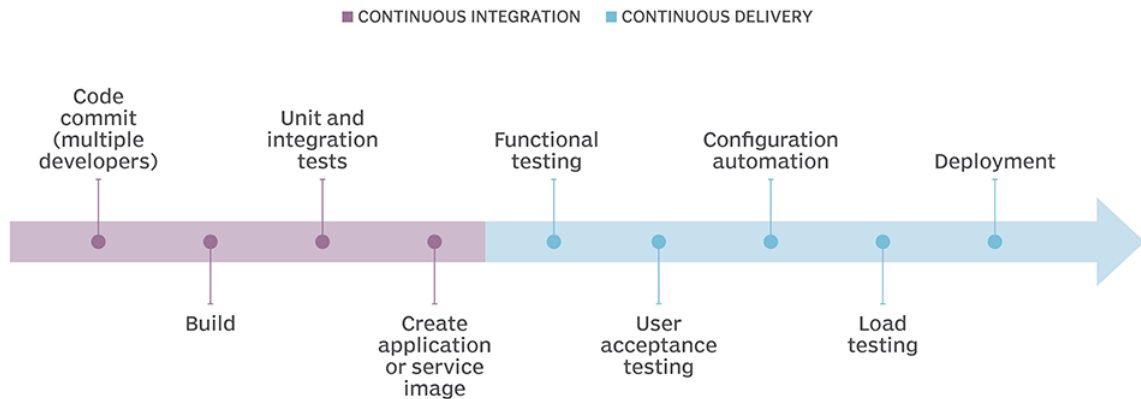 CONTINUOUS INTEGRATION CONTINUOUS DELIVERY
Code
commit
(multiple
developers)
Build
Unit and
integration
tests
Create
application
or service
image
Functional
testing
User
acceptance
testing
Configuration
automation
Load
testing
Deployment